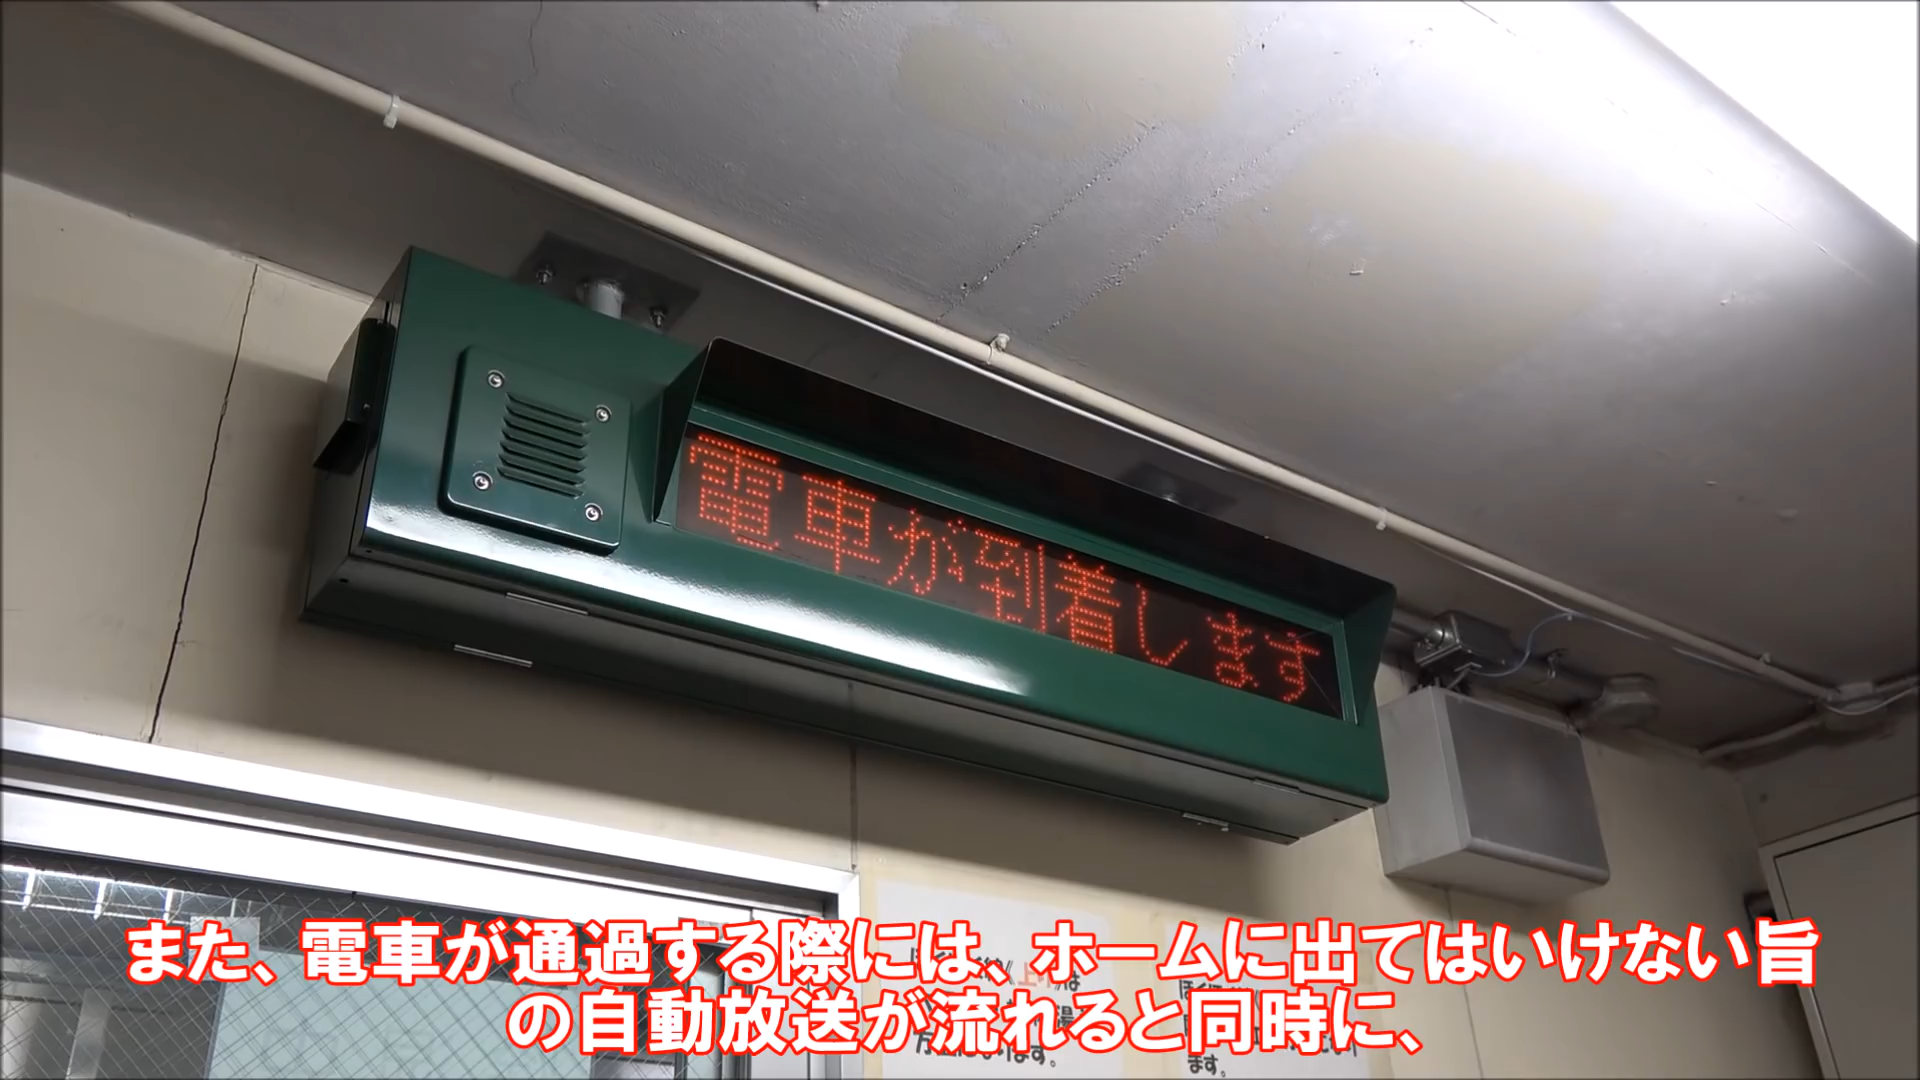 電車が到着します
また、電車が通過する際には、ホームに出てはいけない旨
の自動放送が流れると同時に、
ます。